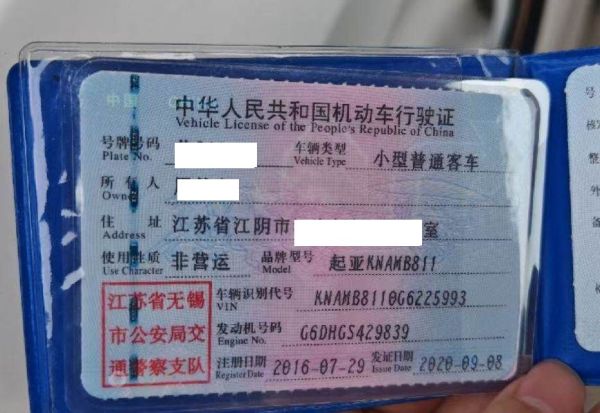 中华人民共和国机动车行驶证
Vehicle License of the People's Republic of China
号牌号码 车辆类型 小型普通客车
Plate No. Vehicle Type
所有人
Owner
住址 江苏省江阴市 室
Address
使用性质 非营运 品牌型号 起亚KNAMB811
Use Character Model
江苏省无锡
市公安局交
通警察支队
车辆识别代号 KNAMB8110G6225993
VIN
发动机号码 G6DHGS429839
Engine No.
注册日期 2016-07-29 发证日期 2020-09-08
Register Date Issue Date
号
核
整
外
备